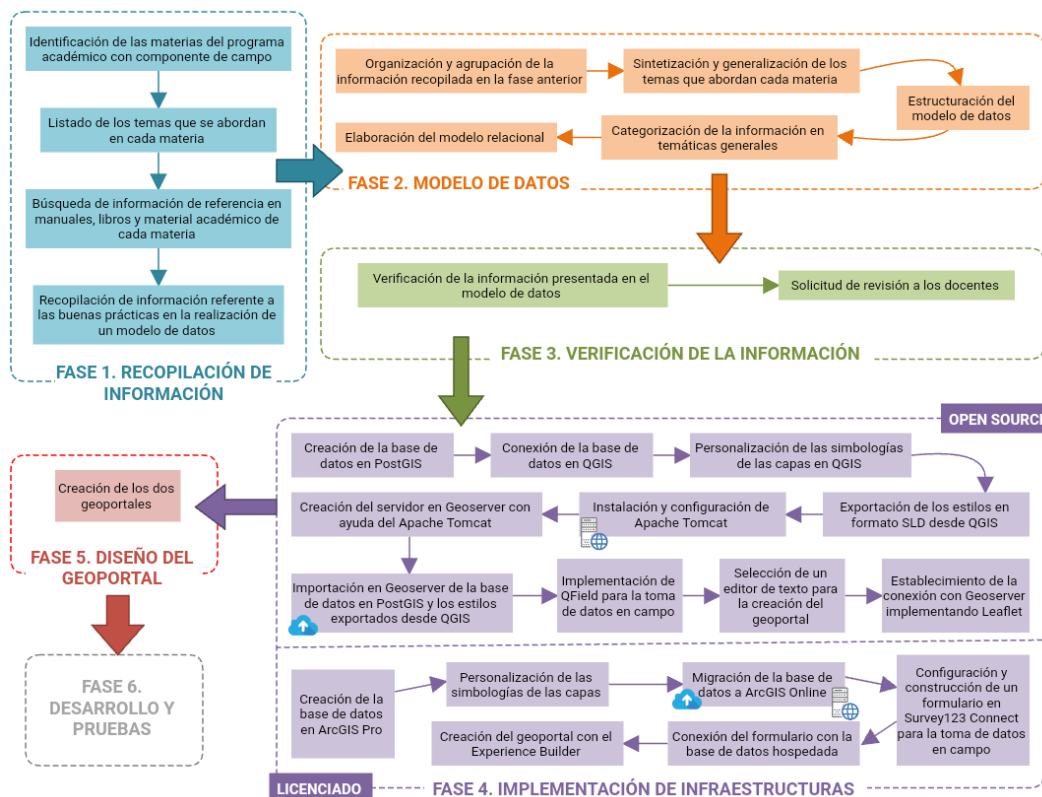 Identificación de las materias del programa
académico con componente de campo
Listado de los temas que se abordan
en cada materia
Búsqueda de información de referencia en
manuales, libros y material académico de
cada materia
Recopilación de información referente a
las buenas prácticas en la realización de
un modelo de datos
FASE 1. RECOPILACIÓN DE
INFORMACIÓN
Organización y agrupación de la
información recopilada en la fase anterior
Sintetización y generalización de los
temas que abordan cada materia
Estructuración del
modelo de datos
Categorización de la información en
temáticas generales
Elaboración del modelo relacional
FASE 2. MODELO DE DATOS
Verificación de la información presentada en el
modelo de datos
Solicitud de revisión a los docentes
FASE 3. VERIFICACIÓN DE LA INFORMACIÓN
OPEN SOURCE
Creación de la base de
datos en PostGIS
Conexión de la base de
datos en QGIS
Personalización de las simbologías
de las capas en QGIS
Exportación de los estilos en
formato SLD desde QGIS
Instalación y configuración de
Apache Tomcat
Creación del servidor en Geoserver con
ayuda del Apache Tomcat
Importación en Geoserver de la base
de datos en PostGIS y los estilos
exportados desde QGIS
Implementación de
QField para la toma
de datos en campo
Selección de un
editor de texto para
la creación del
geoportal
Establecimiento de la
conexión con Geoserver
implementando Leaflet
Creación de la
base de datos
en ArcGIS Pro
Personalización de las
simbologías de las capas
Migración de la base de
datos a ArcGIS Online
Configuración y
construcción de un
formulario en
Survey123 Connect
para la toma de datos
en campo
Conexión del formulario con la
base de datos hospedada
Creación del geoportal con el
Experience Builder
LICENCIADO
FASE 4. IMPLEMENTACIÓN DE INFRAESTRUCTURAS
Creación de los dos
geoportales
FASE 5. DISEÑO DEL
GEOPORTAL
FASE 6.
DESARROLLO Y
PRUEBAS